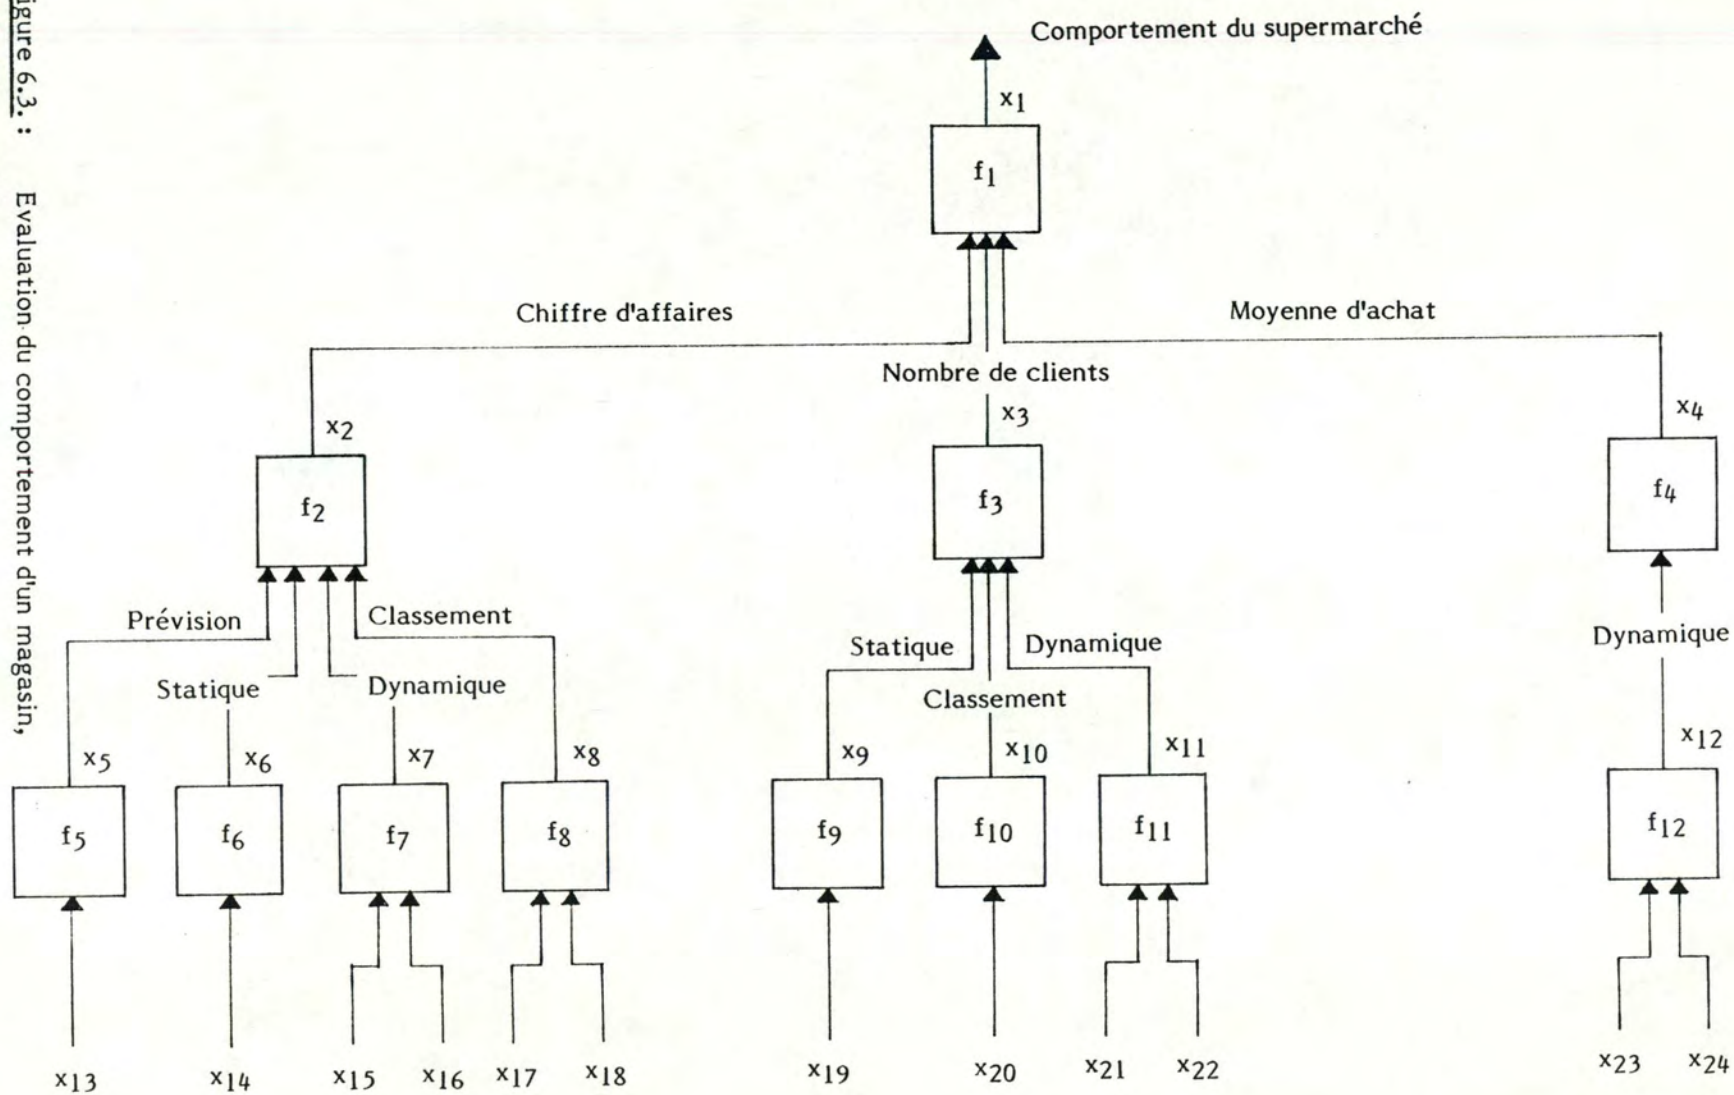 igure 6.3. : Evaluation du comportement d'un magasin,
Comportement du supermarché
x1
f1
Chiffre d'affaires
Moyenne d'achat
Nombre de clients
x2
x3
x4
f2
f3
f4
Prévision
Classement
Statique
Dynamique
Dynamique
Statique
Dynamique
Classement
x5
x6
x7
x8
x9
x10
x11
x12
f5
f6
f7
f8
f9
f10
f11
f12
x13
x14
x15
x16
x17
x18
x19
x20
x21
x22
x23
x24